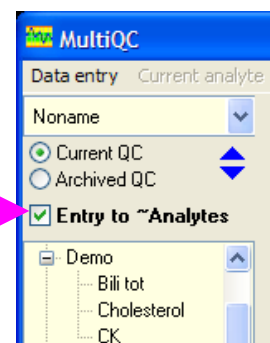 MultiQC
Data entry Current analyte
Noname
Current QC
Archived QC
Entry to ~Analytes
Demo
Bili tot
Cholesterol
CK